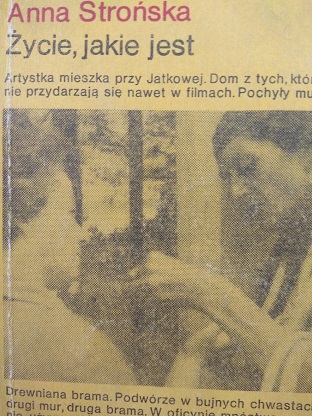 Anna Strońska
Życie, jakie jest
Artystka mieszka przy Jatkowej. Dom z tych, któr
nie przydarzają się nawet w filmach. Pochyły mu
Drewniana brama. Podwórze w bujnych chwastac
drugi mur, druga brama. W oficynie